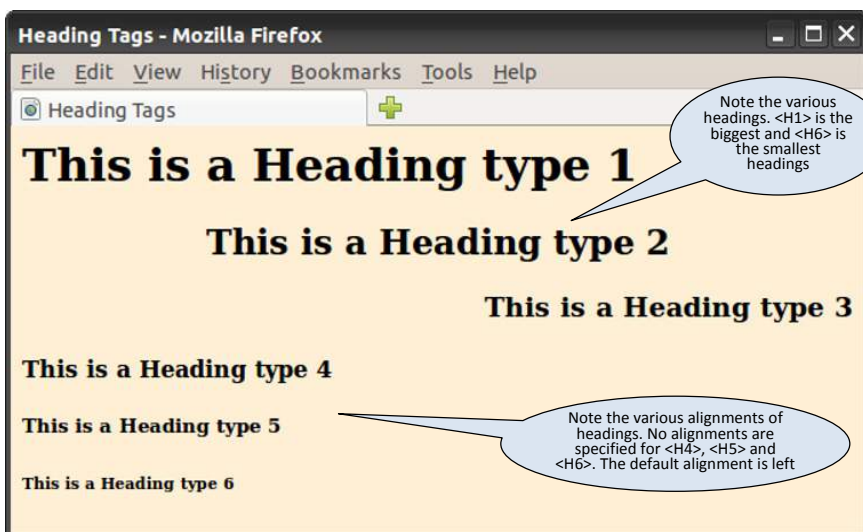 Heading Tags - Mozilla Firefox
File Edit View History Bookmarks Tools Help
Heading Tags
Note the various
headings. <H1> is the
biggest and <H6> is
the smallest
headings
This is a Heading type 1
This is a Heading type 2
This is a Heading type 3
This is a Heading type 4
This is a Heading type 5
Note the various alignments of
headings. No alignments are
specified for <H4>, <H5> and
<H6>. The default alignment is left
This is a Heading type 6